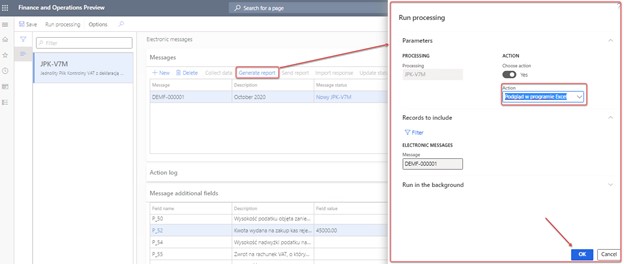 Finance and Operations Preview
Search for a page
Save
Run processing
Options
Filter
JPK-V7M
Jednolity Plik Kontrolny VAT z deklaracją ...
Electronic messages
Messages
+ New
Delete
Collect data
Generate report
Send report
Import response
Update status
Message
Description
Message status
DEMF-000001
October 2020
Nowy JPK-V7M
Action log
Message additional fields
Field name
Description
Field value
P_50
Wysokość podatku objęta zanie...
P_52
Kwota wydana na zakup kas reje...
45000.00
P_54
Wysokość nadwyżki podatku na...
P_55
Zwrot na rachunek VAT, o który...
Run processing
Parameters
PROCESSING
Processing
JPK-V7M
ACTION
Choose action
Yes
Action
Podgląd w programie Excel
Records to include
Filter
ELECTRONIC MESSAGES
Message
DEMF-000001
Run in the background
OK
Cancel